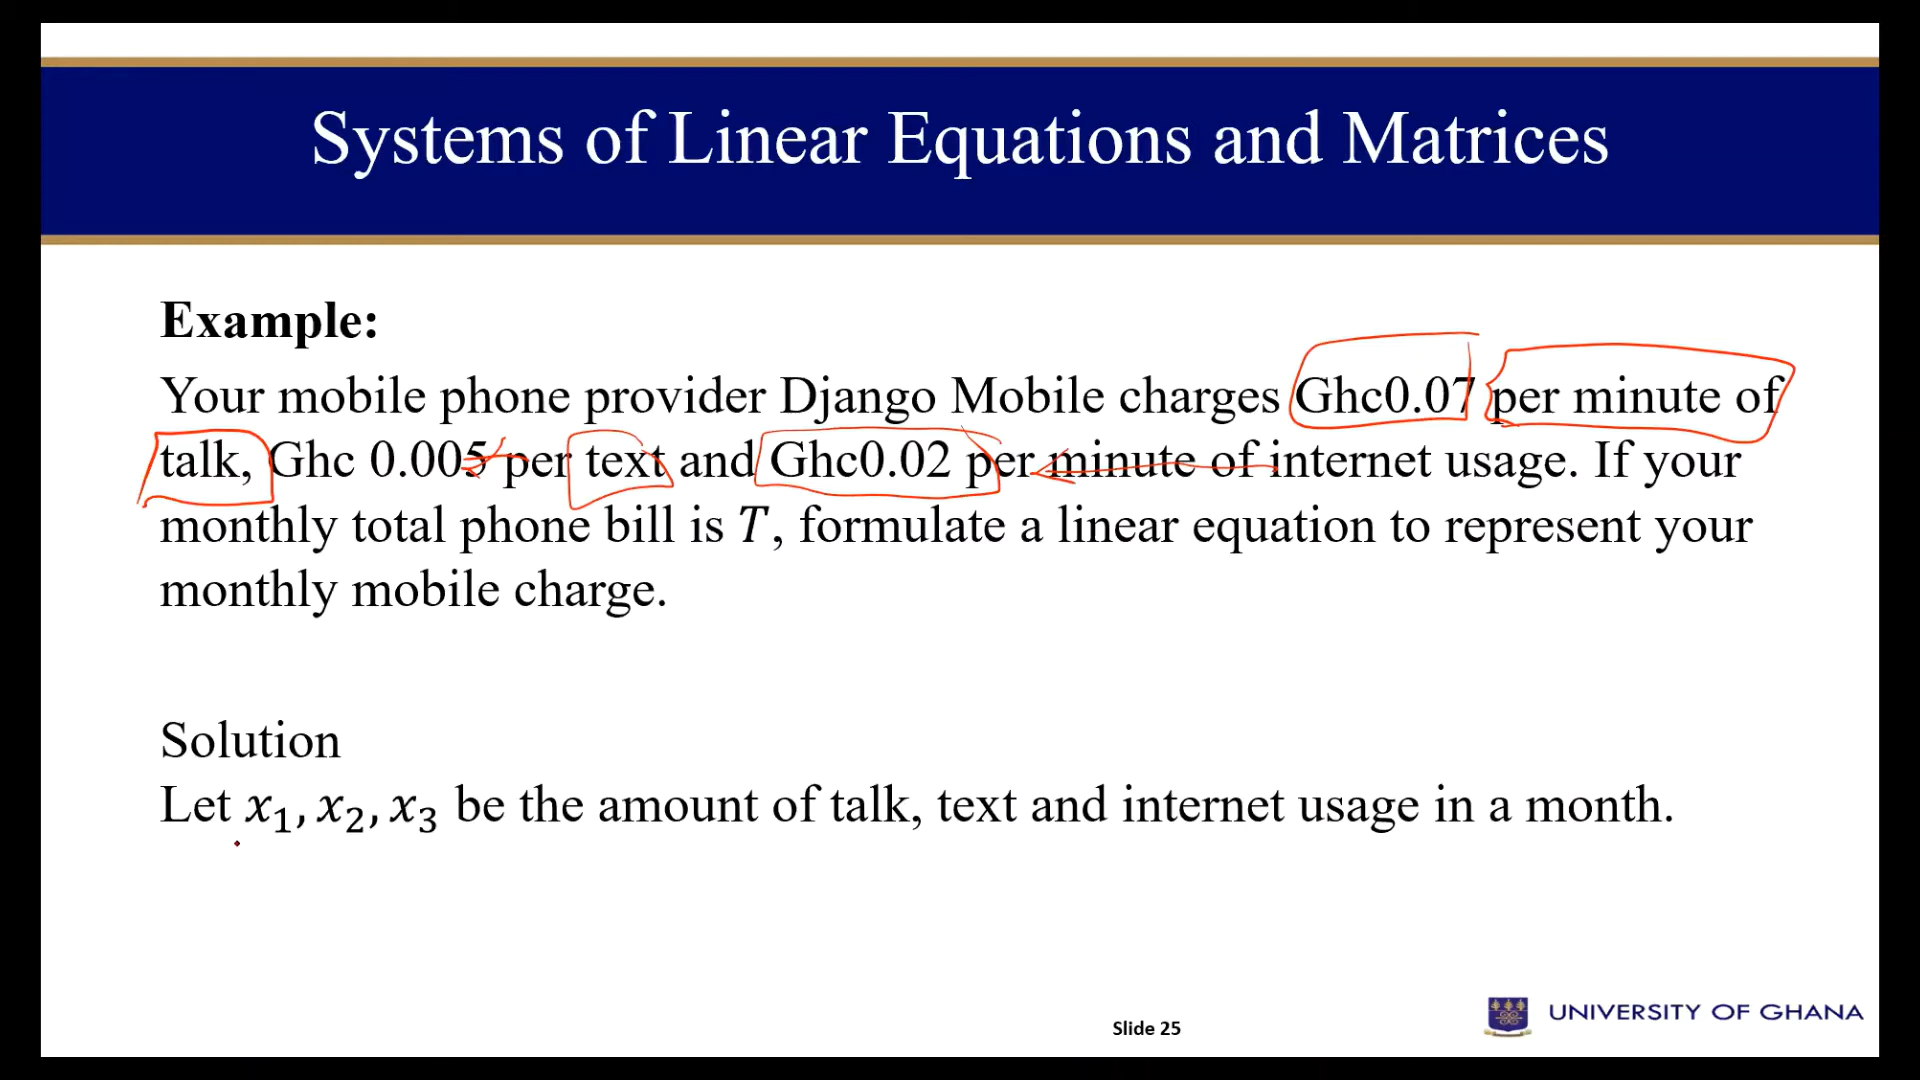 Systems of Linear Equations and Matrices
Example:
Your mobile phone provider Django Mobile charges Ghc0.07 per minute of
talk, Ghc 0.005 per text and Ghc0.02 per minute of internet usage. If your
monthly total phone bill is T, formulate a linear equation to represent your
monthly mobile charge.
Solution
Let x₁, x₂, x₃ be the amount of talk, text and internet usage in a month.
Slide 25
UNIVERSITY OF GHANA